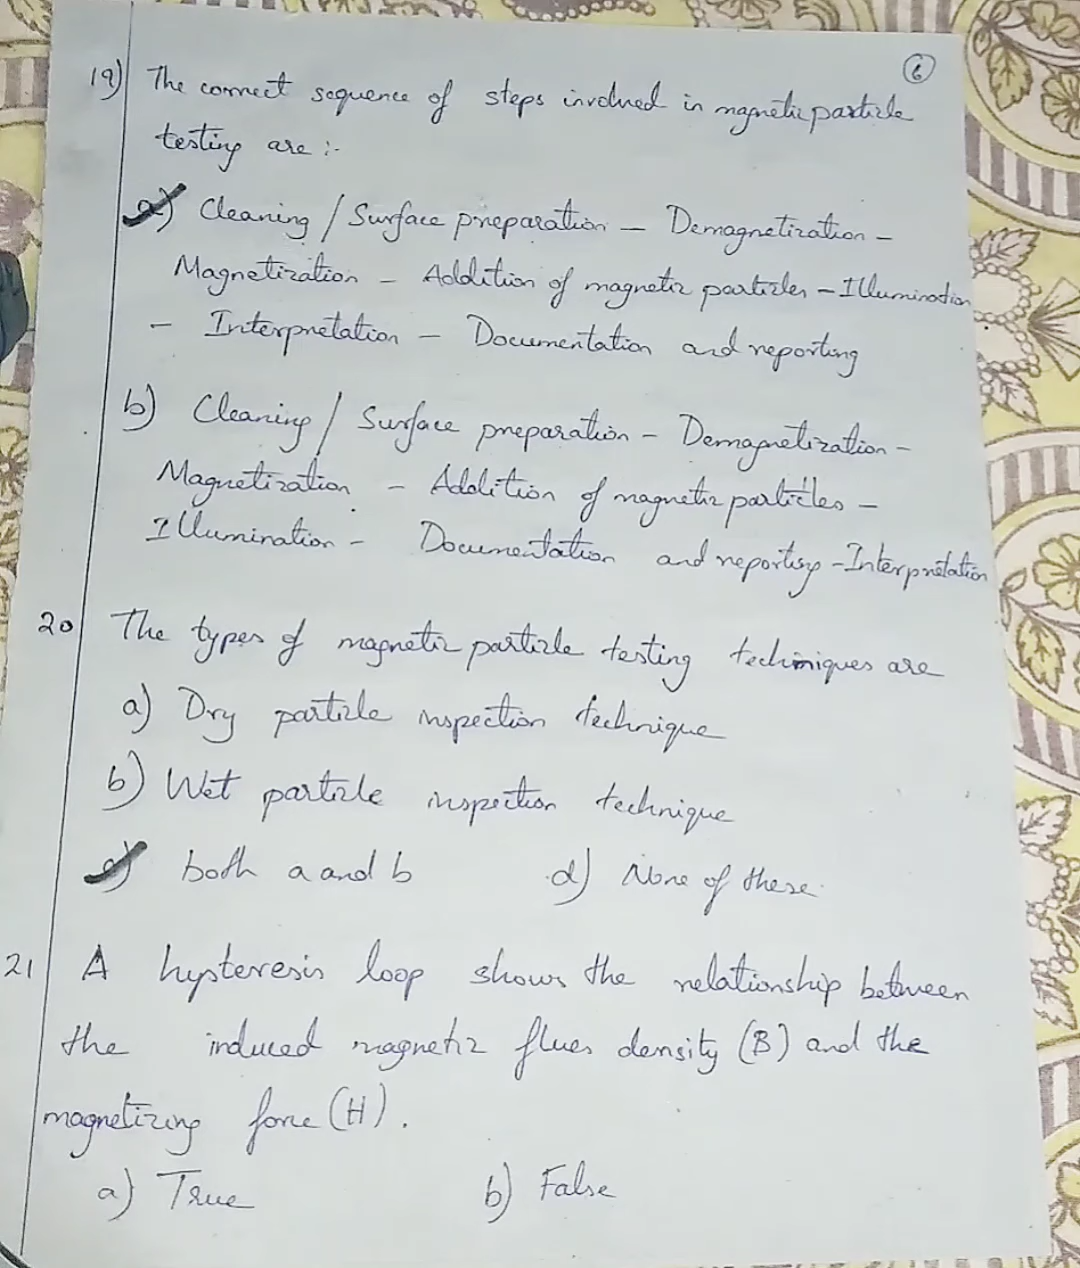 6
19) The correct sequence of steps involved in magnetic particle
testing are :-
a) Cleaning / Surface preparation - Demagnetization -
Magnetization - Addition of magnetic particles - Illumination
- Interpretation - Documentation and reporting
b) Cleaning / Surface preparation - Demagnetization -
Magnetization - Addition of magnetic particles -
Illumination - Documentation and reporting - Interpretation
20 The types of magnetic particle testing techniques are
a) Dry particle inspection technique
b) Wet particle inspection technique
c) both a and b d) None of these
21 A hysteresis loop shows the relationship between
the induced magnetic flux density (B) and the
magnetizing force (H).
a) True b) False